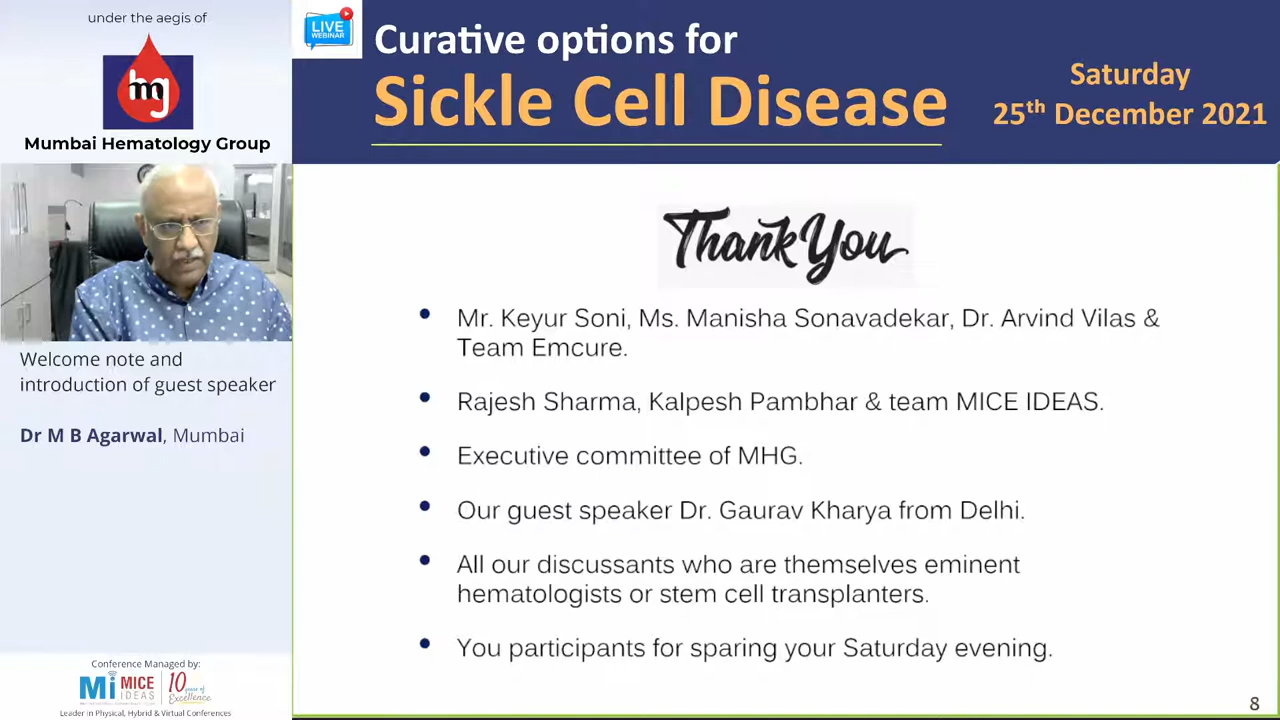 under the aegis of
mg
Mumbai Hematology Group
LIVE
WEBINAR
Curative options for
Sickle Cell Disease
Saturday
25th December 2021
Welcome note and
introduction of guest speaker
Dr M B Agarwal, Mumbai
Thank You
• Mr. Keyur Soni, Ms. Manisha Sonavadekar, Dr. Arvind Vilas &
Team Emcure.
• Rajesh Sharma, Kalpesh Pambhar & team MICE IDEAS.
• Executive committee of MHG.
• Our guest speaker Dr. Gaurav Kharya from Delhi.
• All our discussants who are themselves eminent
hematologists or stem cell transplanters.
• You participants for sparing your Saturday evening.
Conference Managed by:
Mi MICE
IDEAS
10 years of
Excellence
Leader in Physical, Hybrid & Virtual Conferences
8